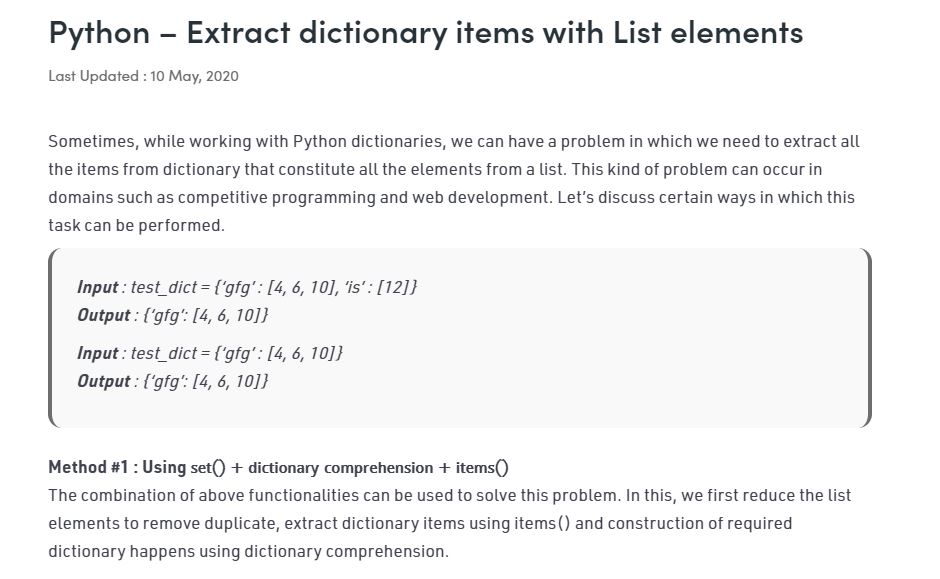 Python – Extract dictionary items with List elements
Last Updated : 10 May, 2020
Sometimes, while working with Python dictionaries, we can have a problem in which we need to extract all
the items from dictionary that constitute all the elements from a list. This kind of problem can occur in
domains such as competitive programming and web development. Let’s discuss certain ways in which this
task can be performed.
Input : test_dict = {‘gfg’ : [4, 6, 10], ‘is’ : [12]}
Output : {‘gfg’: [4, 6, 10]}
Input : test_dict = {‘gfg’ : [4, 6, 10]}
Output : {‘gfg’: [4, 6, 10]}
Method #1 : Using set() + dictionary comprehension + items()
The combination of above functionalities can be used to solve this problem. In this, we first reduce the list
elements to remove duplicate, extract dictionary items using items() and construction of required
dictionary happens using dictionary comprehension.